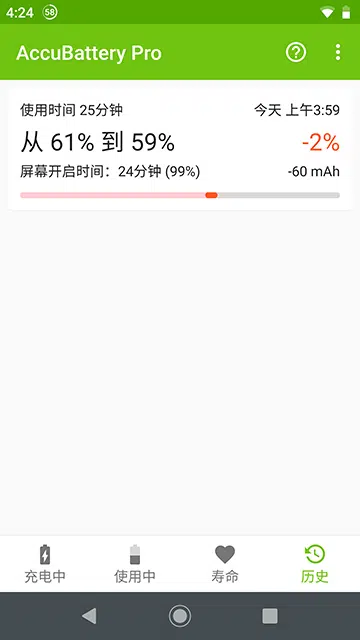 4:24 58
AccuBattery Pro
使用时间 25分钟 今天 上午3:59
从 61% 到 59% -2%
屏幕开启时间：24分钟 (99%) -60 mAh
充电中 使用中 寿命 历史